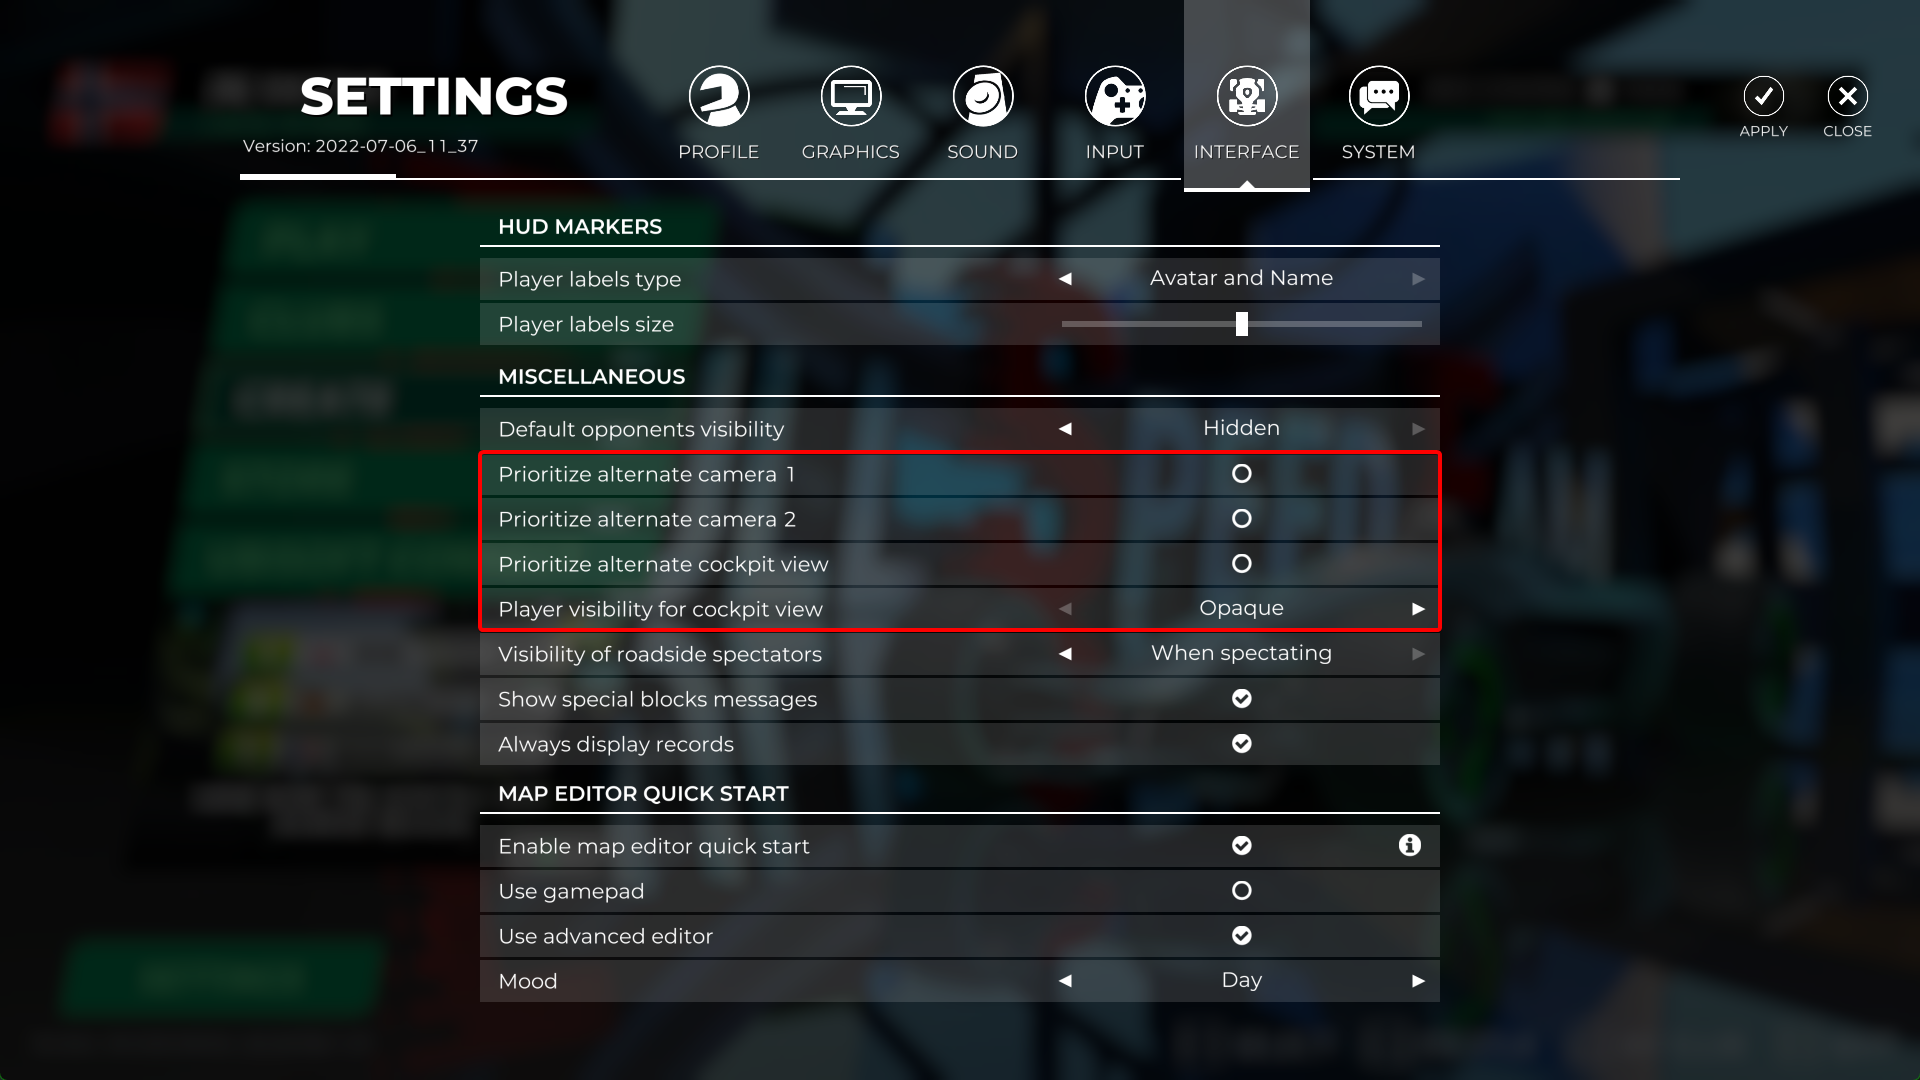 SETTINGS
Version: 2022-07-06_11_37
PROFILE
GRAPHICS
SOUND
INPUT
INTERFACE
SYSTEM
APPLY
CLOSE
HUD MARKERS
Player labels type Avatar and Name
Player labels size
MISCELLANEOUS
Default opponents visibility Hidden
Prioritize alternate camera 1
Prioritize alternate camera 2
Prioritize alternate cockpit view
Player visibility for cockpit view Opaque
Visibility of roadside spectators When spectating
Show special blocks messages
Always display records
MAP EDITOR QUICK START
Enable map editor quick start
Use gamepad
Use advanced editor
Mood Day
PLAY
CREATE
STORE
SETTINGS